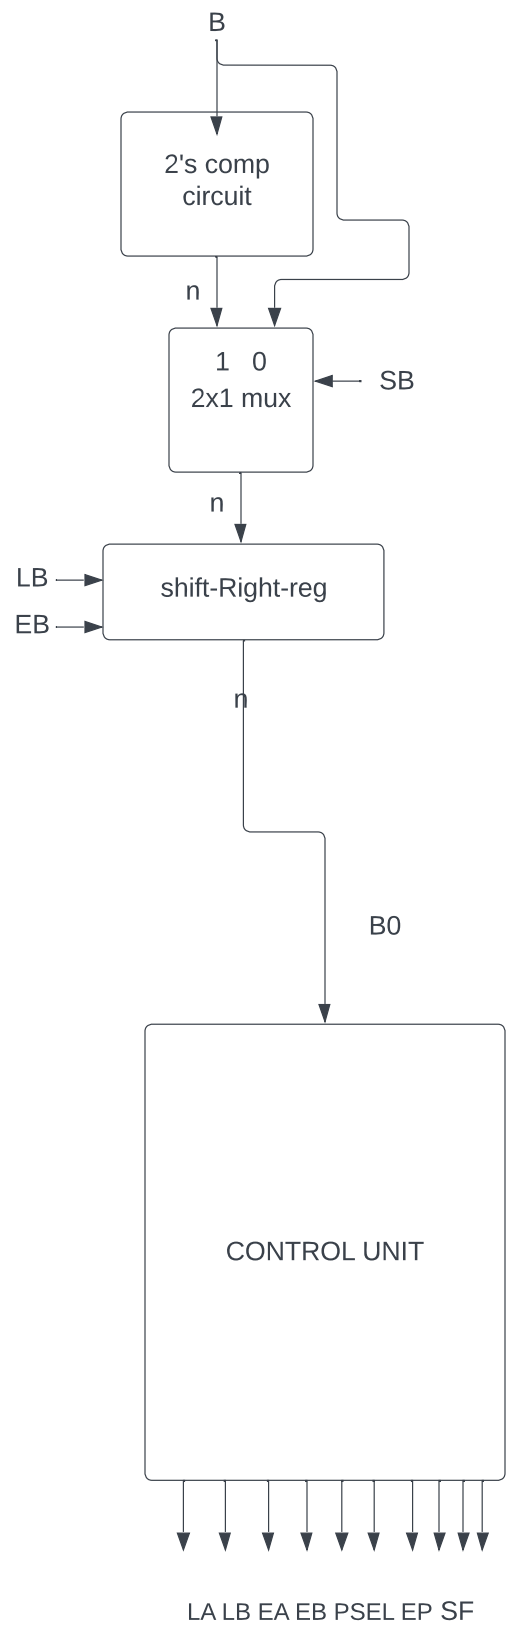 B
2's comp
circuit
n
1 0
2x1 mux
SB
n
LB
shift-Right-reg
EB
n
B0
CONTROL UNIT
LA LB EA EB PSEL EP SF